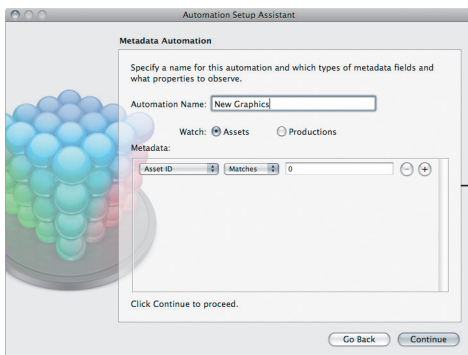 Automation Setup Assistant
Metadata Automation
Specify a name for this automation and which types of metadata fields and
what properties to observe.
Automation Name: New Graphics
Watch: Assets Productions
Metadata:
Asset ID Matches 0
Click Continue to proceed.
Go Back Continue